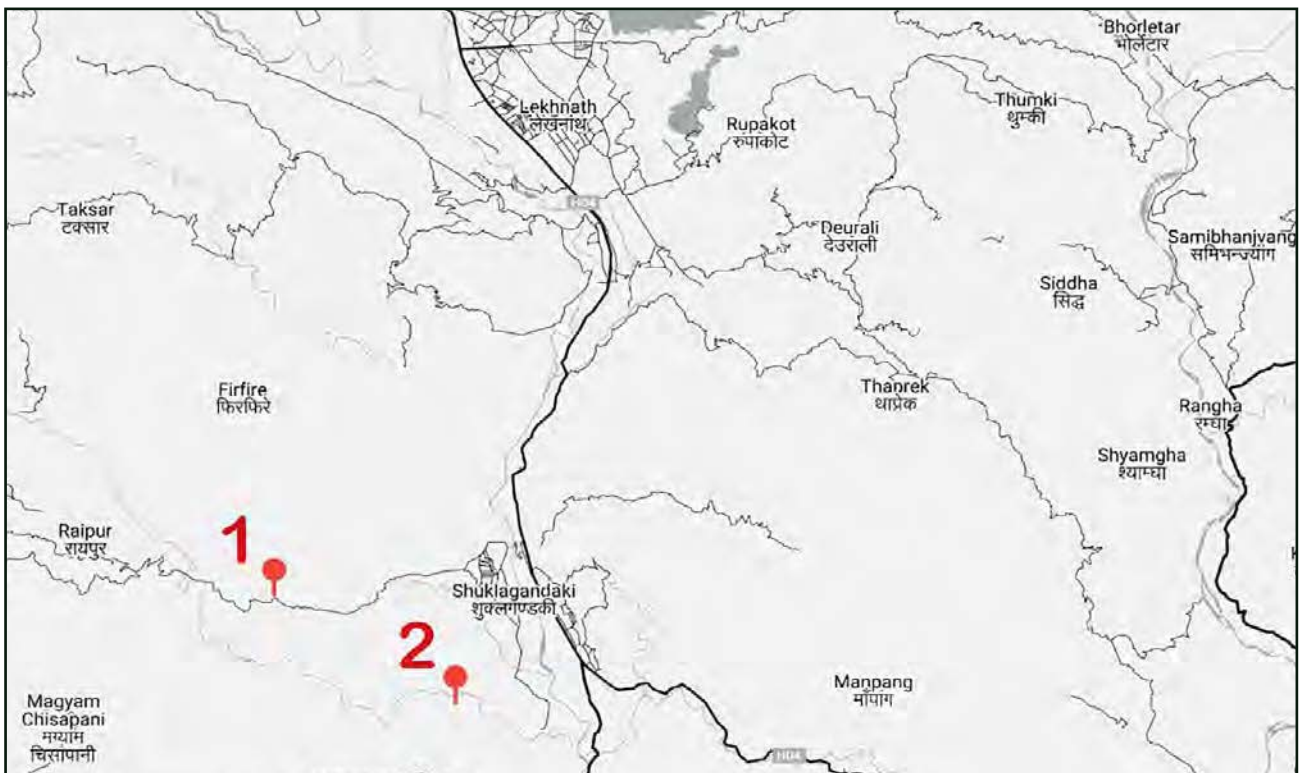 Bhorletar
भोर्लेटार
Thumki
थुम्की
Lekhnath
लेखनाथ
Rupakot
रुपाकोट
H04
Taksar
टक्सार
Deurali
देउराली
Samibhanjyang
समिभन्ज्याँग
Siddha
सिद्ध
Firfire
फिरफिरे
Thaprek
थाप्रेक
Rangha
रम्घा
Shyamgha
श्याम्घा
Raipur
रायपुर
1
Shuklagandaki
शुक्लगण्डकी
2
Manpang
माँपांग
Magyam
Chisapani
मग्याम
चिसापानी
H04